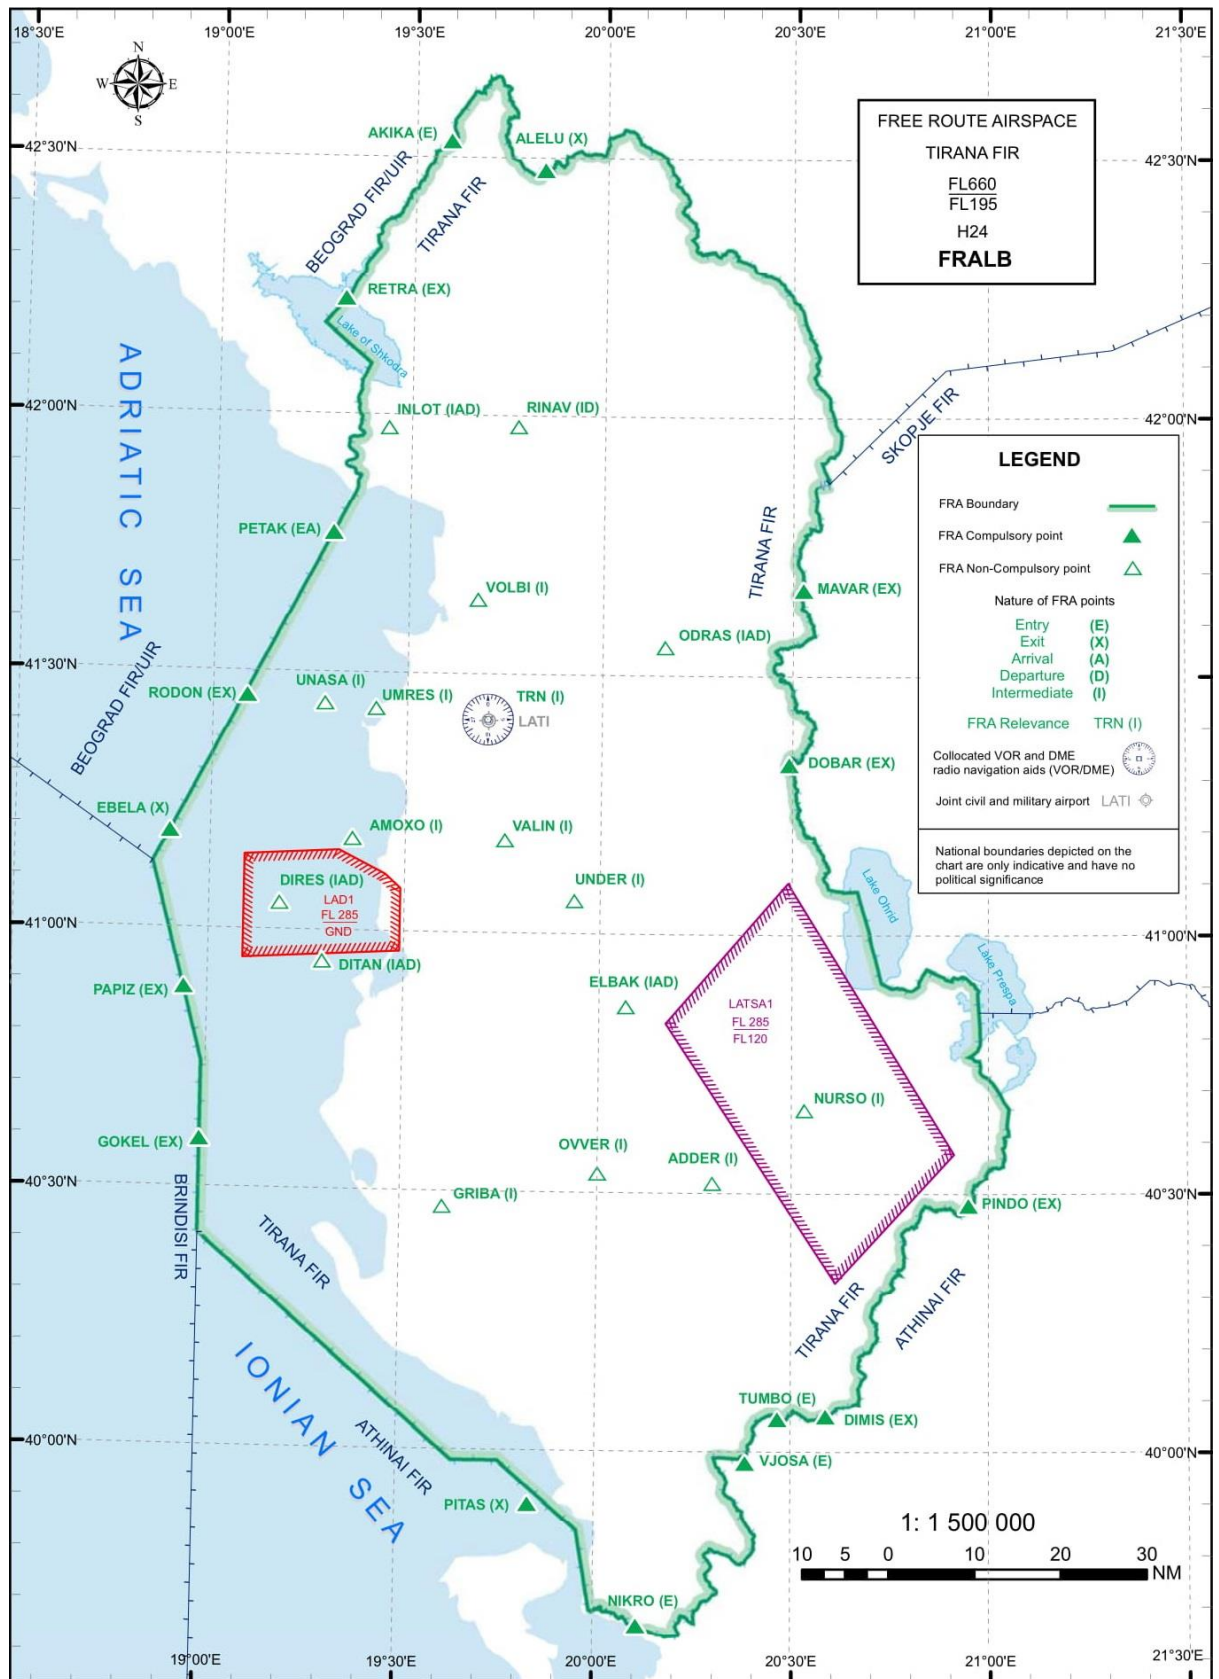 18°30'E
19°00'E
19°30'E
20°00'E
20°30'E
21°00'E
21°30'E
N
W
E
S
FREE ROUTE AIRSPACE
TIRANA FIR
FL660
FL195
H24
FRALB
AKIKA (E)
ALELU (X)
42°30'N
42°30'N
BEOGRAD FIR/UIR
TIRANA FIR
RETRA (EX)
Lake of Shkodra
ADRIATIC SEA
42°00'N
42°00'N
INLOT (IAD)
RINAV (ID)
SKOPJE FIR
PETAK (EA)
TIRANA FIR
VOLBI (I)
MAVAR (EX)
ODRAS (IAD)
41°30'N
41°30'N
BEOGRAD FIR/UIR
RODON (EX)
UNASA (I)
UMRES (I)
TRN (I)
LATI
DOBAR (EX)
EBELA (X)
AMOXO (I)
VALIN (I)
DIRES (IAD)
LAD1
FL 285
GND
UNDER (I)
Lake Ohrid
41°00'N
41°00'N
DITAN (IAD)
Lake Prespa
PAPIZ (EX)
ELBAK (IAD)
LATSA1
FL 285
FL120
NURSO (I)
GOKEL (EX)
OVVER (I)
ADDER (I)
GRIBA (I)
40°30'N
40°30'N
PINDO (EX)
BRINDISI FIR
TIRANA FIR
TIRANA FIR
ATHINAI FIR
IONIAN SEA
ATHINAI FIR
TUMBO (E)
DIMIS (EX)
40°00'N
40°00'N
VJOSA (E)
PITAS (X)
NIKRO (E)
LEGEND
FRA Boundary
FRA Compulsory point
FRA Non-Compulsory point
Nature of FRA points
Entry (E)
Exit (X)
Arrival (A)
Departure (D)
Intermediate (I)
FRA Relevance TRN (I)
Collocated VOR and DME
radio navigation aids (VOR/DME)
Joint civil and military airport LATI
National boundaries depicted on the
chart are only indicative and have no
political significance
1: 1 500 000
10 5 0 10 20 30 NM
19°00'E
19°30'E
20°00'E
20°30'E
21°00'E
21°30'E